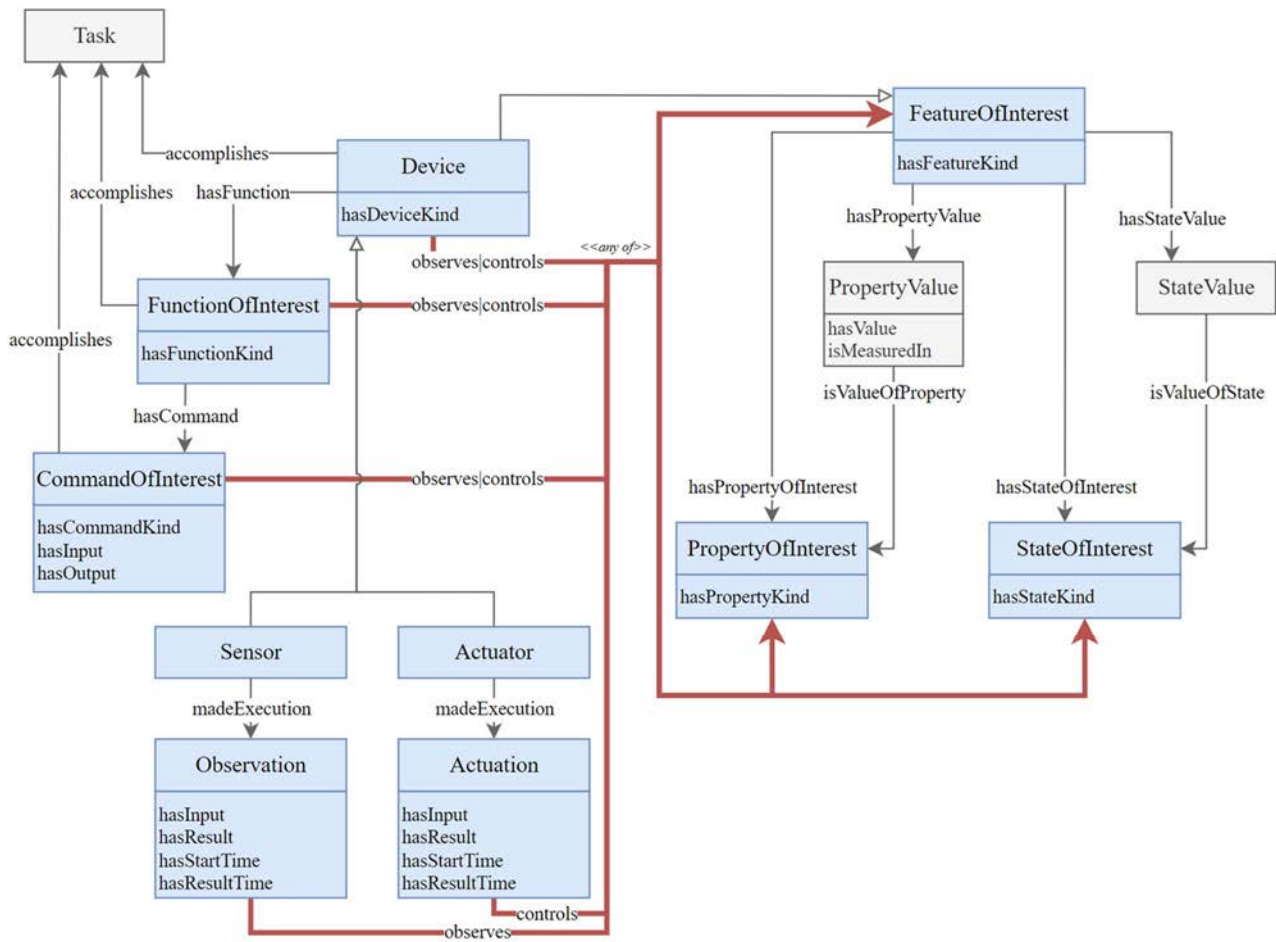 Task
FeatureOfInterest
hasFeatureKind
accomplishes
Device
hasDeviceKind
accomplishes
hasFunction
hasPropertyValue
hasStateValue
<<any of>>
observes|controls
PropertyValue
hasValue
isMeasuredIn
StateValue
FunctionOfInterest
hasFunctionKind
observes|controls
accomplishes
isValueOfProperty
isValueOfState
hasCommand
CommandOfInterest
hasCommandKind
hasInput
hasOutput
observes|controls
hasPropertyOfInterest
hasStateOfInterest
PropertyOfInterest
hasPropertyKind
StateOfInterest
hasStateKind
Sensor
Actuator
madeExecution
madeExecution
Observation
hasInput
hasResult
hasStartTime
hasResultTime
Actuation
hasInput
hasResult
hasStartTime
hasResultTime
controls
observes